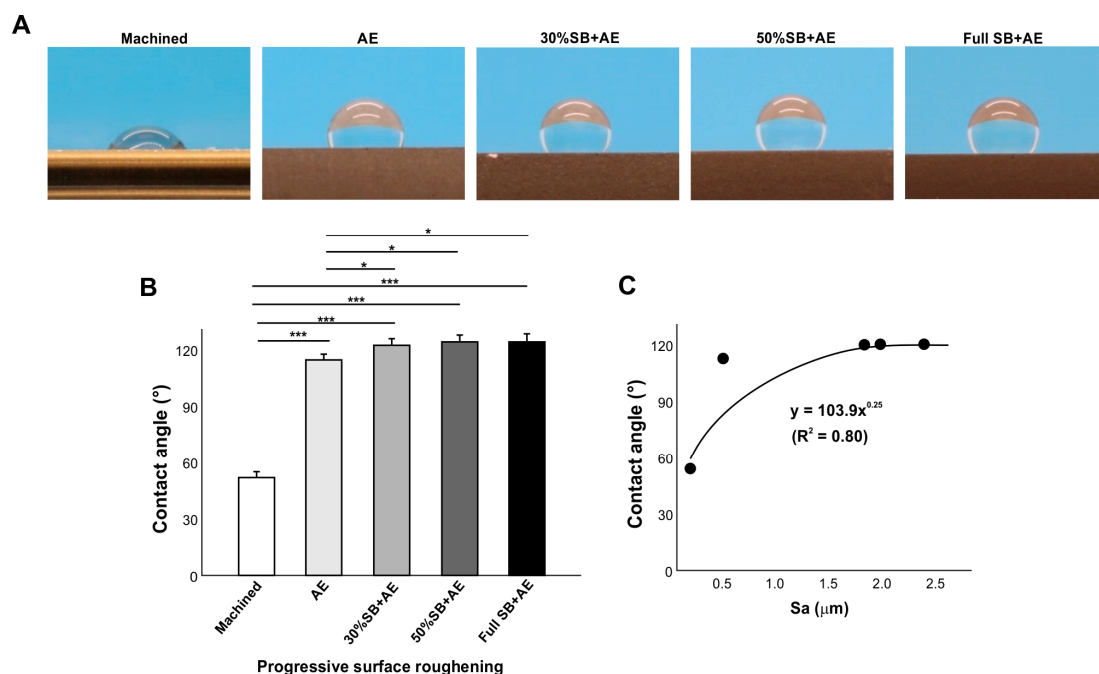 A
Machined
AE
30%SB+AE
50%SB+AE
Full SB+AE
B
*
*
*
***
***
***
***
Contact angle (°)
120
90
60
30
0
Machined
AE
30%SB+AE
50%SB+AE
Full SB+AE
Progressive surface roughening
C
Contact angle (°)
120
90
60
30
0
y = 103.9x^0.25
(R² = 0.80)
0.5
1.0
1.5
2.0
2.5
Sa (μm)